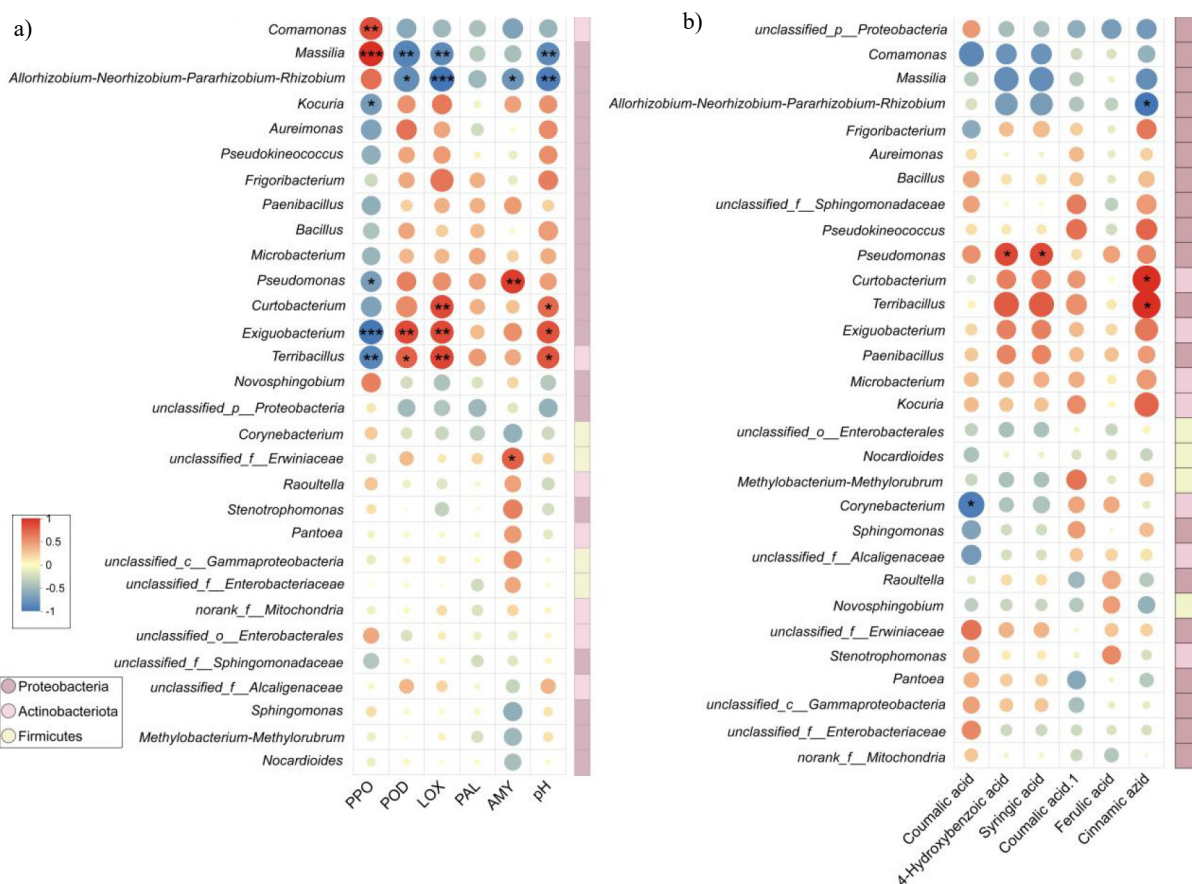 a)
Comamonas ** 
Massilia *** ** ** **
Allorhizobium-Neorhizobium-Pararhizobium-Rhizobium * *** * **
Kocuria *
Aureimonas
Pseudokineococcus
Frigoribacterium
Paenibacillus
Bacillus
Microbacterium
Pseudomonas * **
Curtobacterium ** *
Exiguobacterium *** ** ** *
Terribacillus ** * ** *
Novosphingobium
unclassified_p__Proteobacteria
Corynebacterium
unclassified_f__Erwiniaceae *
Raoultella
Stenotrophomonas
Pantoea
unclassified_c__Gammaproteobacteria
unclassified_f__Enterobacteriaceae
norank_f__Mitochondria
unclassified_o__Enterobacterales
unclassified_f__Sphingomonadaceae
unclassified_f__Alcaligenaceae
Sphingomonas
Methylobacterium-Methylorubrum
Nocardioides
PPO
POD
LOX
PAL
AMY
pH
1
0.5
0
-0.5
-1
Proteobacteria
Actinobacteriota
Firmicutes
b)
unclassified_p__Proteobacteria
Comamonas
Massilia
Allorhizobium-Neorhizobium-Pararhizobium-Rhizobium *
Frigoribacterium
Aureimonas
Bacillus
unclassified_f__Sphingomonadaceae
Pseudokineococcus
Pseudomonas * *
Curtobacterium *
Terribacillus *
Exiguobacterium
Paenibacillus
Microbacterium
Kocuria
unclassified_o__Enterobacterales
Nocardioides
Methylobacterium-Methylorubrum
Corynebacterium *
Sphingomonas
unclassified_f__Alcaligenaceae
Raoultella
Novosphingobium
unclassified_f__Erwiniaceae
Stenotrophomonas
Pantoea
unclassified_c__Gammaproteobacteria
unclassified_f__Enterobacteriaceae
norank_f__Mitochondria
Coumalic acid
4-Hydroxybenzoic acid
Syringic acid
Coumalic acid.1
Ferulic acid
Cinnamic azid